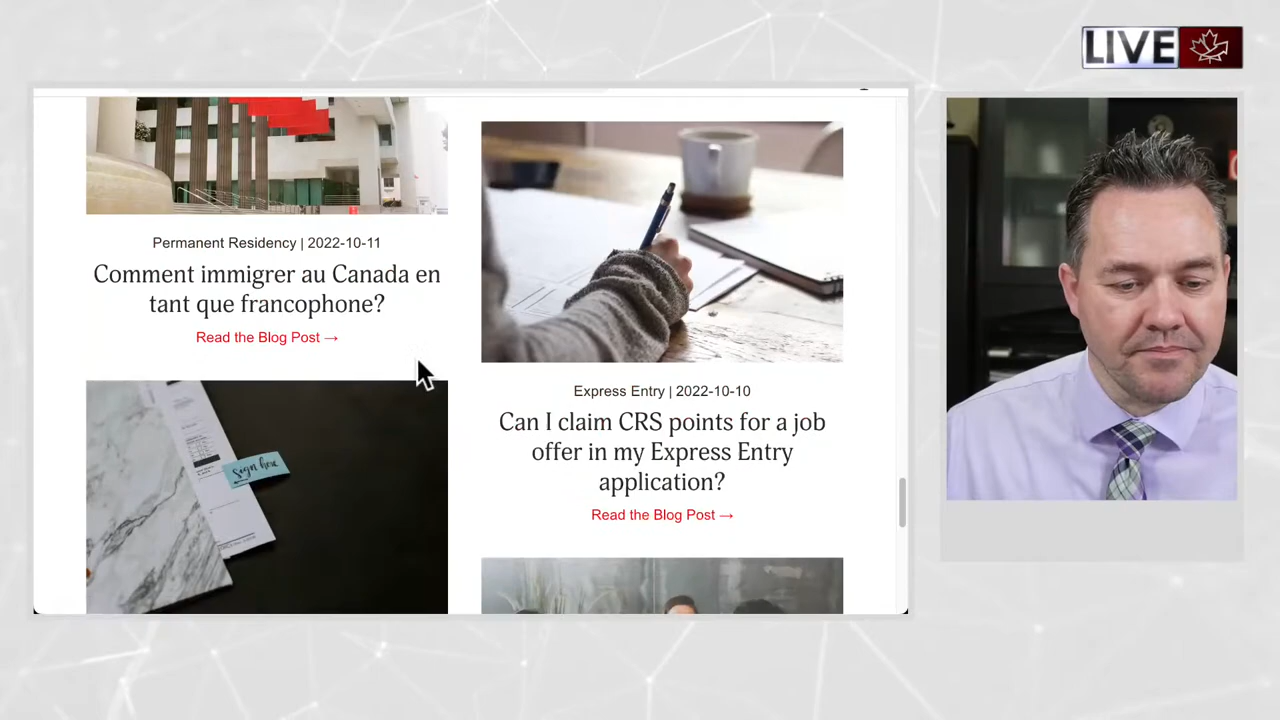 LIVE
Permanent Residency | 2022-10-11
Comment immigrer au Canada en
tant que francophone?
Read the Blog Post →
Sign here
Express Entry | 2022-10-10
Can I claim CRS points for a job
offer in my Express Entry
application?
Read the Blog Post →